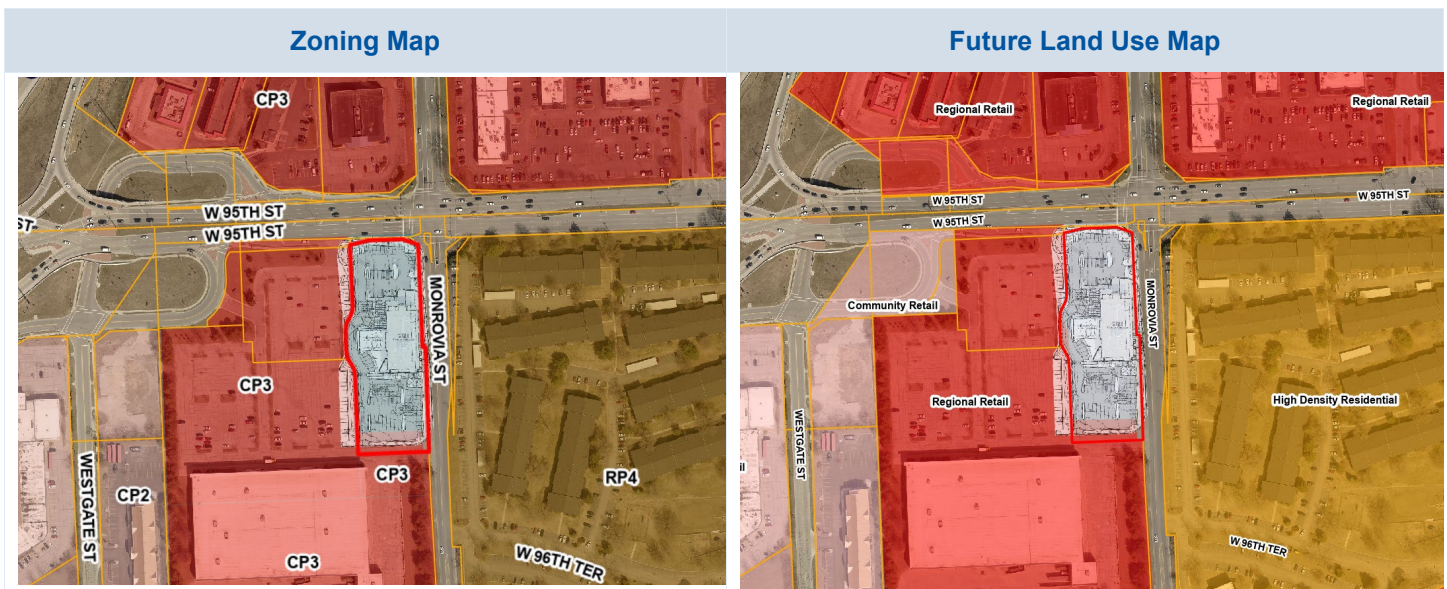 Zoning Map
CP3
W 95TH ST
ST
W 95TH ST
MONROVIA ST
CP3
WESTGATE ST
CP2
CP3
RP4
CP3
W 96TH TER
Future Land Use Map
Regional Retail
Regional Retail
W 95TH ST
W 95TH ST
MONROVIA ST
Community Retail
Regional Retail
High Density Residential
WESTGATE ST
il
W 96TH TER